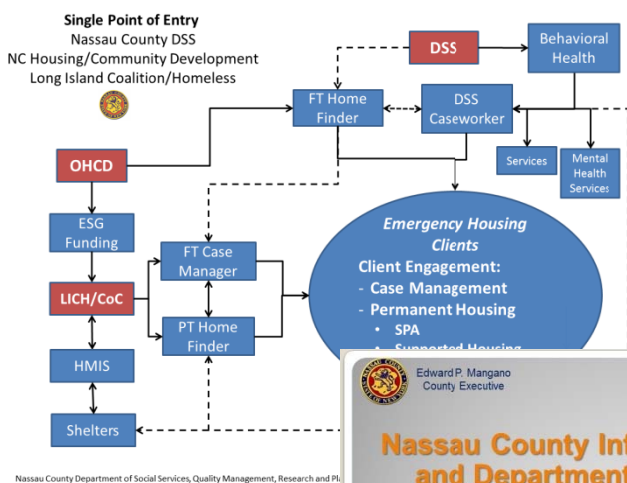 Single Point of Entry
Nassau County DSS
NC Housing/Community Development
Long Island Coalition/Homeless
DSS
Behavioral
Health
FT Home
Finder
DSS
Caseworker
Services
Mental
Health
Services
OHCD
ESG
Funding
LICH/CoC
FT Case
Manager
PT Home
Finder
HMIS
Shelters
Emergency Housing
Clients
Client Engagement:
- Case Management
- Permanent Housing
• SPA
• Supported Housing
Edward P. Mangano
County Executive
Nassau County
and Department
Nassau County Department of Social Services, Quality Management, Research and